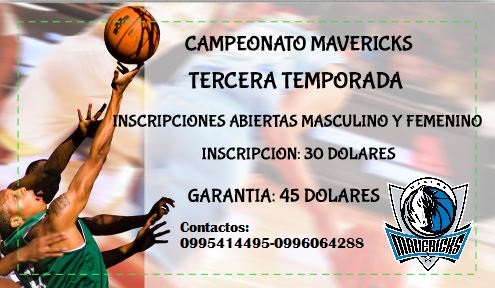 CAMPEONATO MAVERICKS
TERCERA TEMPORADA
INSCRIPCIONES ABIERTAS MASCULINO Y FEMENINO
INSCRIPCION: 30 DOLARES
GARANTIA: 45 DOLARES
Contactos:
0995414495-0996064288
MAVERICKS